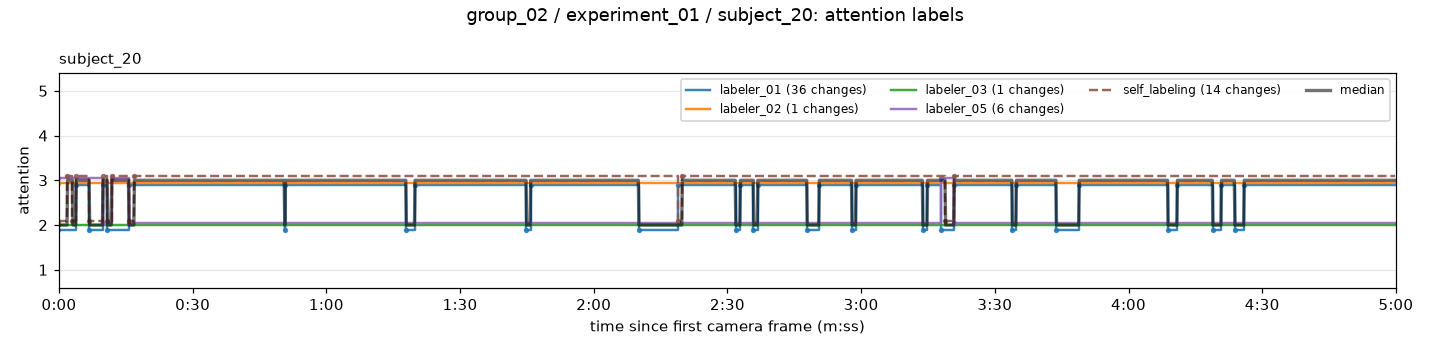 group_02 / experiment_01 / subject_20: attention labels
subject_20
labeler_01 (36 changes)
labeler_02 (1 changes)
labeler_03 (1 changes)
labeler_05 (6 changes)
self_labeling (14 changes)
median
attention
5
4
3
2
1
0:00 0:30 1:00 1:30 2:00 2:30 3:00 3:30 4:00 4:30 5:00
time since first camera frame (m:ss)